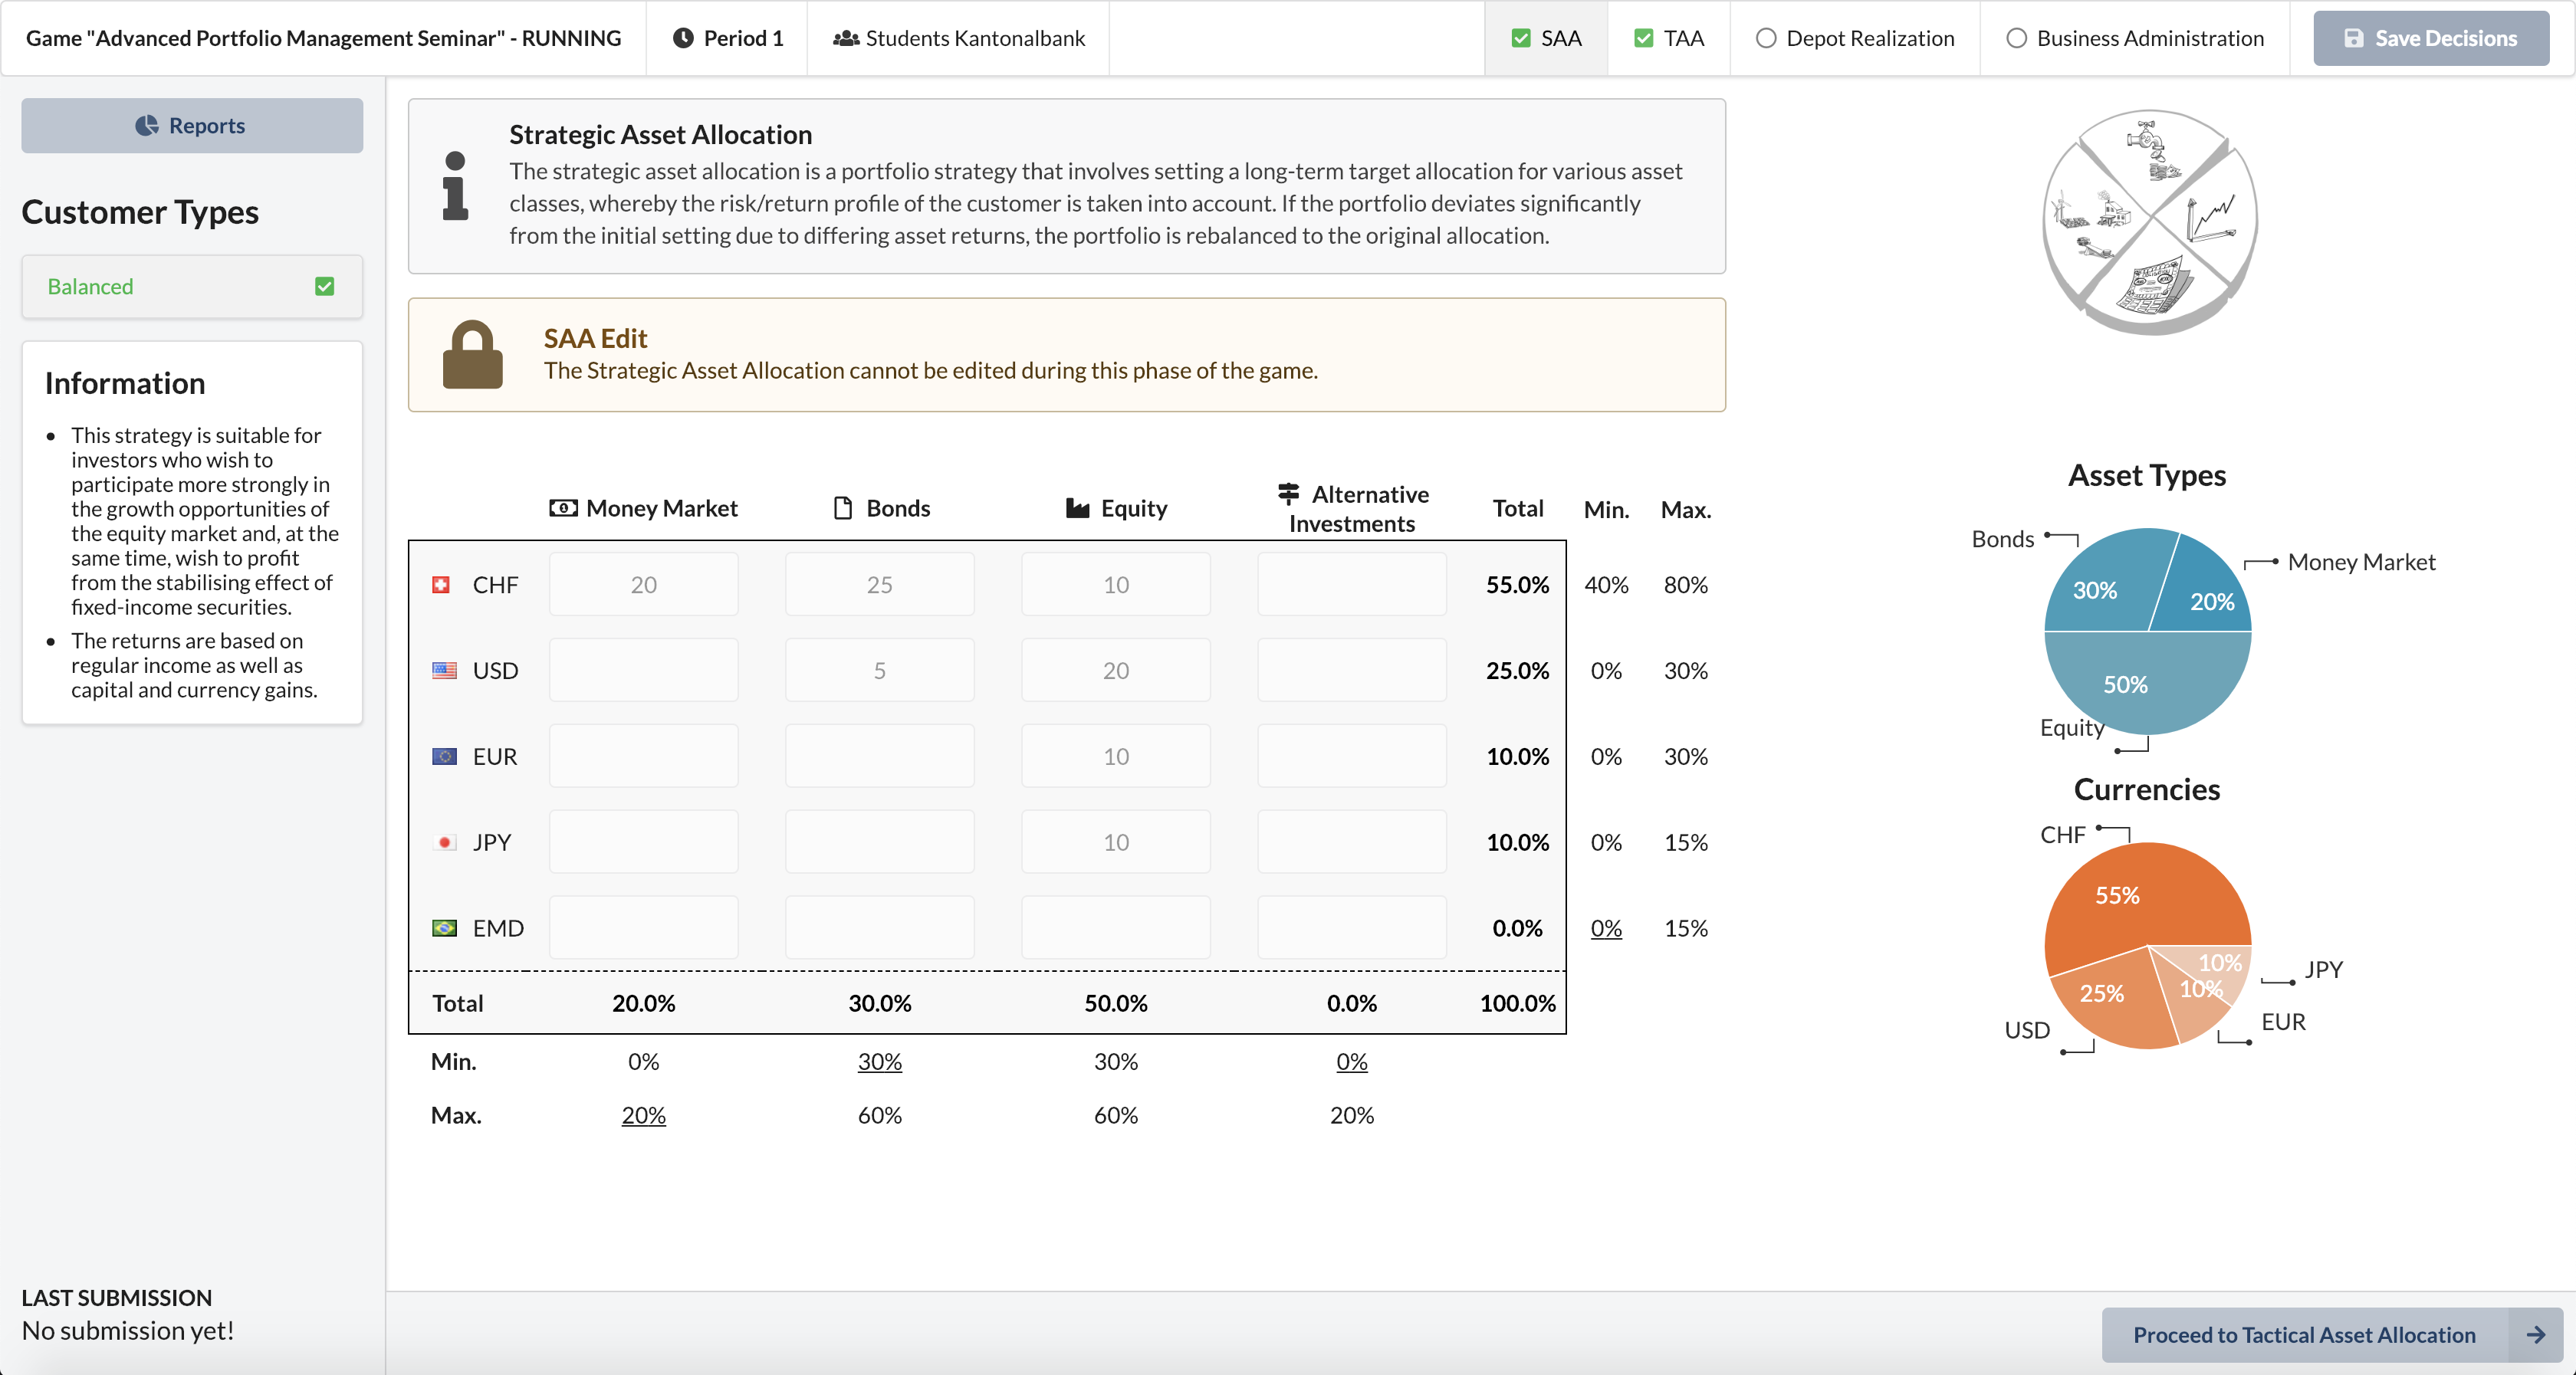 Game "Advanced Portfolio Management Seminar" - RUNNING
Period 1
Students Kantonalbank
SAA
TAA
Depot Realization
Business Administration
Save Decisions
Reports
Customer Types
Balanced
Information
This strategy is suitable for
investors who wish to
participate more strongly in
the growth opportunities of
the equity market and, at the
same time, wish to profit
from the stabilising effect of
fixed-income securities.
The returns are based on
regular income as well as
capital and currency gains.
LAST SUBMISSION
No submission yet!
Strategic Asset Allocation
The strategic asset allocation is a portfolio strategy that involves setting a long-term target allocation for various asset
classes, whereby the risk/return profile of the customer is taken into account. If the portfolio deviates significantly
from the initial setting due to differing asset returns, the portfolio is rebalanced to the original allocation.
SAA Edit
The Strategic Asset Allocation cannot be edited during this phase of the game.
Money Market Bonds Equity Alternative Investments Total Min. Max.
CHF 20 25 10 55.0% 40% 80%
USD 5 20 25.0% 0% 30%
EUR 10 10.0% 0% 30%
JPY 10 10.0% 0% 15%
EMD 0.0% 0% 15%
Total 20.0% 30.0% 50.0% 0.0% 100.0%
Min. 0% 30% 30% 0%
Max. 20% 60% 60% 20%
Asset Types
Bonds
Money Market
30%
20%
50%
Equity
Currencies
CHF
55%
10%
JPY
25%
10%
EUR
USD
Proceed to Tactical Asset Allocation